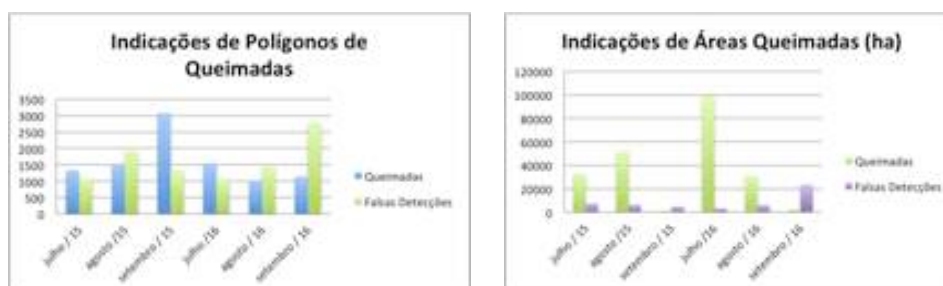 Indicações de Polígonos de
Queimadas
3500
3000
2500
2000
1500
1000
500
0
julho / 15
agosto /15
setembro / 15
julho /16
agosto / 16
setembro / 16
Queimadas
Falsas Detecções
Indicações de Áreas Queimadas (ha)
120000
100000
80000
60000
40000
20000
0
julho / 15
agosto /15
setembro / 15
julho /16
agosto / 16
setembro / 16
Queimadas
Falsas Detecções